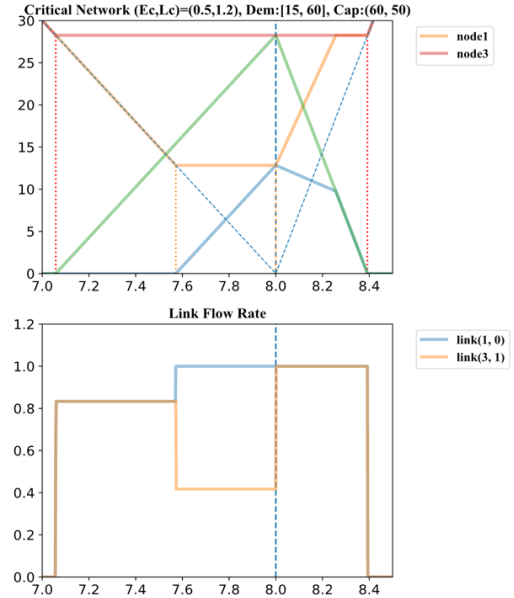 Critical Network (Ec,Lc)=(0.5,1.2), Dem:[15, 60], Cap:(60, 50)
30
25
20
15
10
5
0
7.0 7.2 7.4 7.6 7.8 8.0 8.2 8.4
node1
node3
Link Flow Rate
1.2
1.0
0.8
0.6
0.4
0.2
0.0
7.0 7.2 7.4 7.6 7.8 8.0 8.2 8.4
link(1, 0)
link(3, 1)